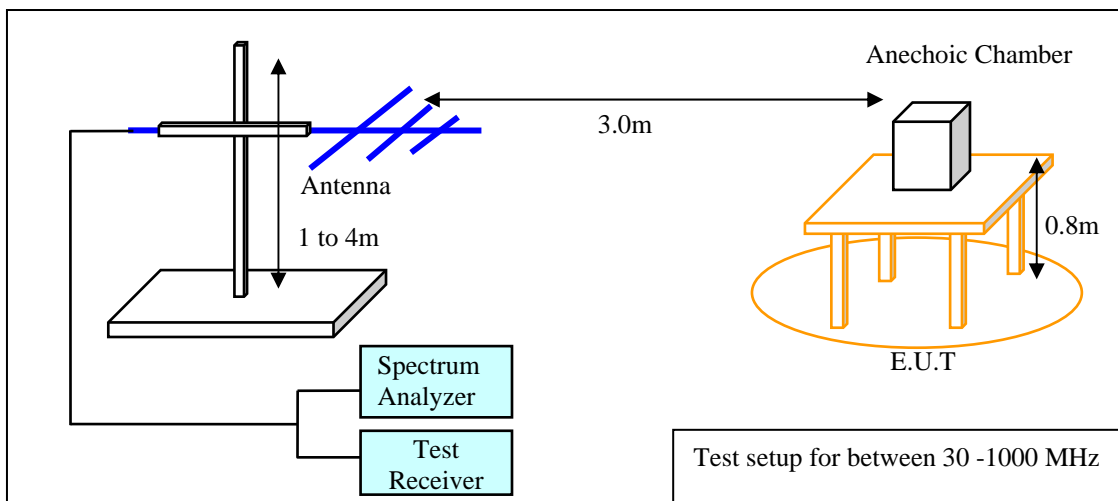 Anechoic Chamber
3.0m
Antenna
1 to 4m
0.8m
E.U.T
Spectrum
Analyzer
Test
Receiver
Test setup for between 30 -1000 MHz